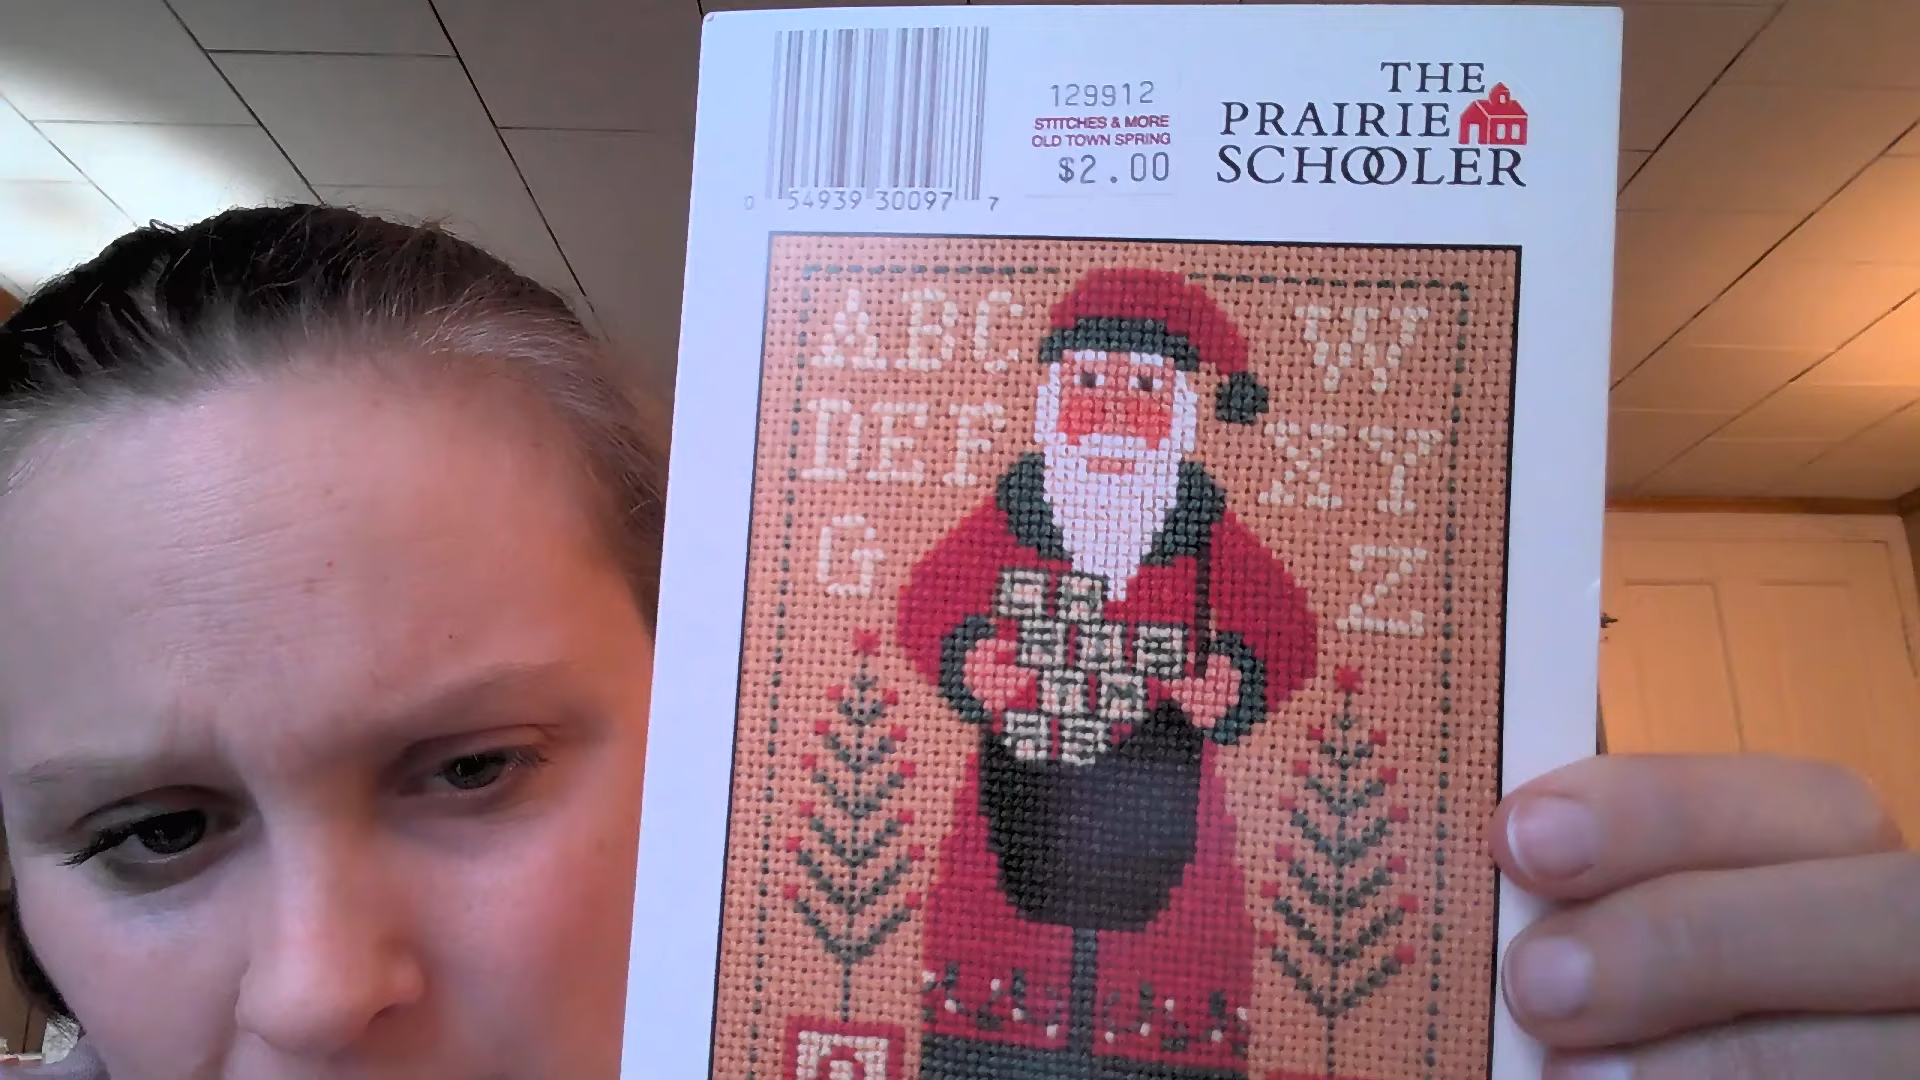 129912
STITCHES & MORE
OLD TOWN SPRING
$2.00
0 54939 30097 7
THE
PRAIRIE
SCHOOLER
ABC
W
DEF
XY
G
Z